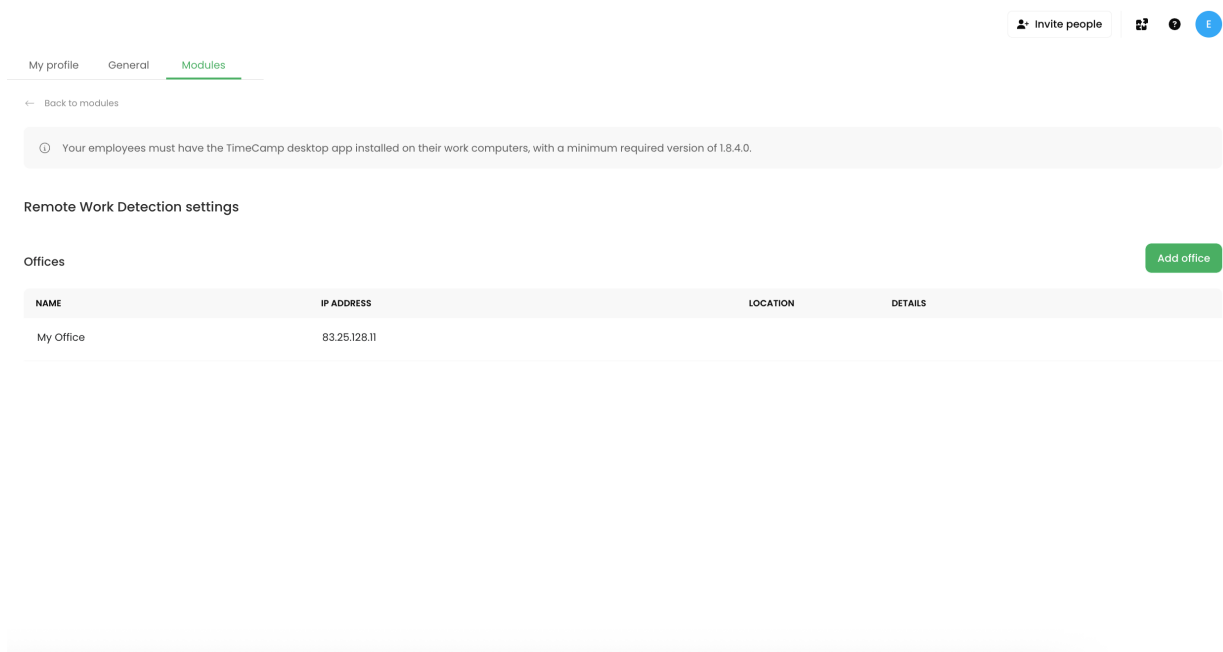 Invite people
E
My profile General Modules
Back to modules
Your employees must have the TimeCamp desktop app installed on their work computers, with a minimum required version of 1.8.4.0.
Remote Work Detection settings
Offices
Add office
NAME IP ADDRESS LOCATION DETAILS
My Office 83.25.128.11